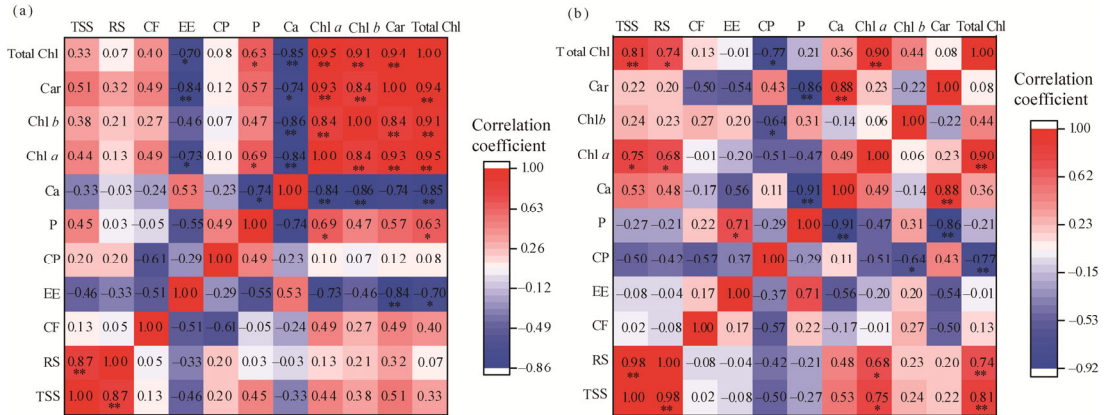 (a)
TSS RS CF EE CP P Ca Chl a Chl b Car Total Chl
Total Chl 0.33 0.07 0.40 −0.70 0.08 0.63 −0.85 0.95 0.91 0.94 1.00
* * ** ** ** **
Car 0.51 0.32 0.49 −0.84 0.12 0.57 −0.74 0.93 0.84 1.00 0.94
** * ** ** **
Chl b 0.38 0.21 0.27 −0.46 0.07 0.47 −0.86 0.84 1.00 0.84 0.91
** ** ** **
Chl a 0.44 0.13 0.49 −0.73 0.10 0.69 −0.84 1.00 0.84 0.93 0.95
* * ** ** ** **
Ca −0.33 −0.03 −0.24 0.53 −0.23 −0.74 1.00 −0.84 −0.86 −0.74 −0.85
* ** ** **
P 0.45 0.03 −0.05 −0.55 0.49 1.00 −0.74 0.69 0.47 0.57 0.63
* *
CP 0.20 0.20 −0.61 −0.29 1.00 0.49 −0.23 0.10 0.07 0.12 0.08
EE −0.46 −0.33 −0.51 1.00 −0.29 −0.55 0.53 −0.73 −0.46 −0.84 −0.70
** *
CF 0.13 0.05 1.00 −0.51 −0.61 −0.05 −0.24 0.49 0.27 0.49 0.40
RS 0.87 1.00 0.05 −0.33 0.20 0.03 −0.03 0.13 0.21 0.32 0.07
**
TSS 1.00 0.87 0.13 −0.46 0.20 0.45 −0.33 0.44 0.38 0.51 0.33
**
Correlation
coefficient
1.00
0.63
0.26
−0.12
−0.49
−0.86
(b)
TSS RS CF EE CP P Ca Chl a Chl b Car Total Chl
Total Chl 0.81 0.74 0.13 −0.01 −0.77 0.21 0.36 0.90 0.44 0.08 1.00
** * * **
Car 0.22 0.20 −0.50 −0.54 0.43 −0.86 0.88 0.23 −0.22 1.00 0.08
** **
Chl b 0.24 0.23 0.27 0.20 −0.64 0.31 −0.14 0.06 1.00 −0.22 0.44
*
Chl a 0.75 0.68 −0.01 −0.20 −0.51 −0.47 0.49 1.00 0.06 0.23 0.90
* * **
Ca 0.53 0.48 −0.17 −0.56 0.11 −0.91 1.00 0.49 −0.14 0.88 0.36
** **
P −0.27 −0.21 0.22 0.71 −0.29 1.00 −0.91 −0.47 0.31 −0.86 −0.21
* ** **
CP −0.50 −0.42 −0.57 −0.37 1.00 −0.29 0.11 −0.51 −0.64 0.43 −0.77
* **
EE −0.08 −0.04 0.17 1.00 −0.37 0.71 −0.56 −0.20 0.20 −0.54 −0.01
CF 0.02 −0.08 1.00 0.17 −0.57 0.22 −0.17 −0.01 0.27 −0.50 0.13
RS 0.98 1.00 −0.08 −0.04 −0.42 −0.21 0.48 0.68 0.23 0.20 0.74
** * **
TSS 1.00 0.98 0.02 −0.08 −0.50 −0.27 0.53 0.75 0.24 0.22 0.81
** * **
Correlation
coefficient
1.00
0.62
0.23
−0.15
−0.53
−0.92